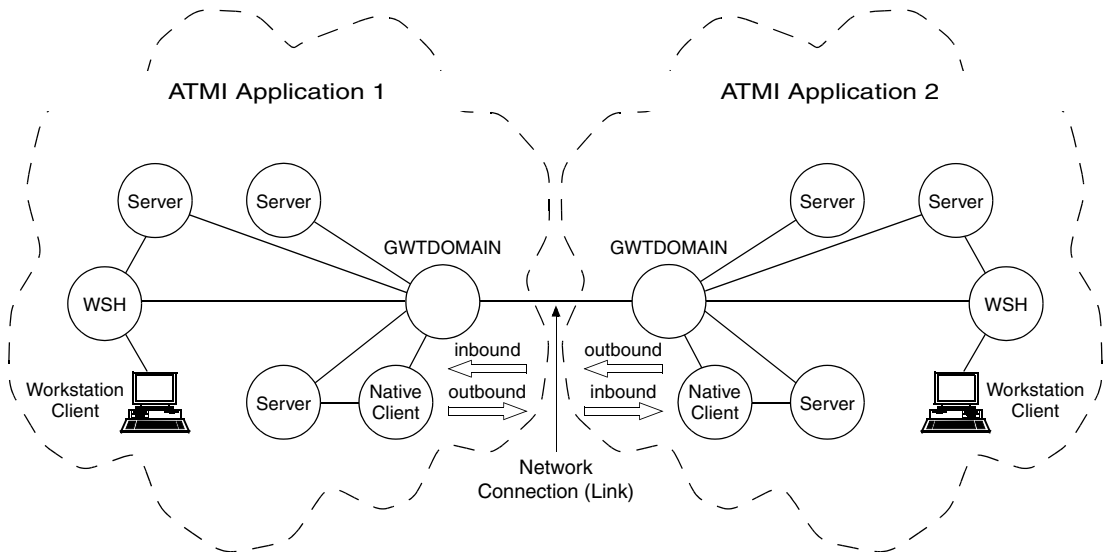 ATMI Application 1
ATMI Application 2
Server
Server
Server
Server
GWTDOMAIN
GWTDOMAIN
WSH
WSH
inbound
outbound
outbound
inbound
Workstation
Client
Server
Native
Client
Native
Client
Server
Workstation
Client
Network
Connection (Link)